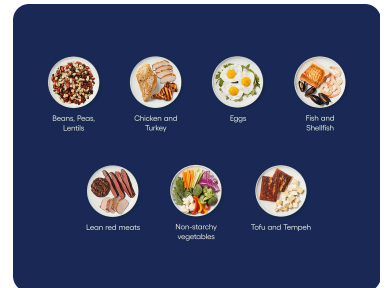 Beans, Peas,
Lentils
Chicken and
Turkey
Eggs
Fish and
Shellfish
Lean red meats
Non-starchy
vegetables
Tofu and Tempeh